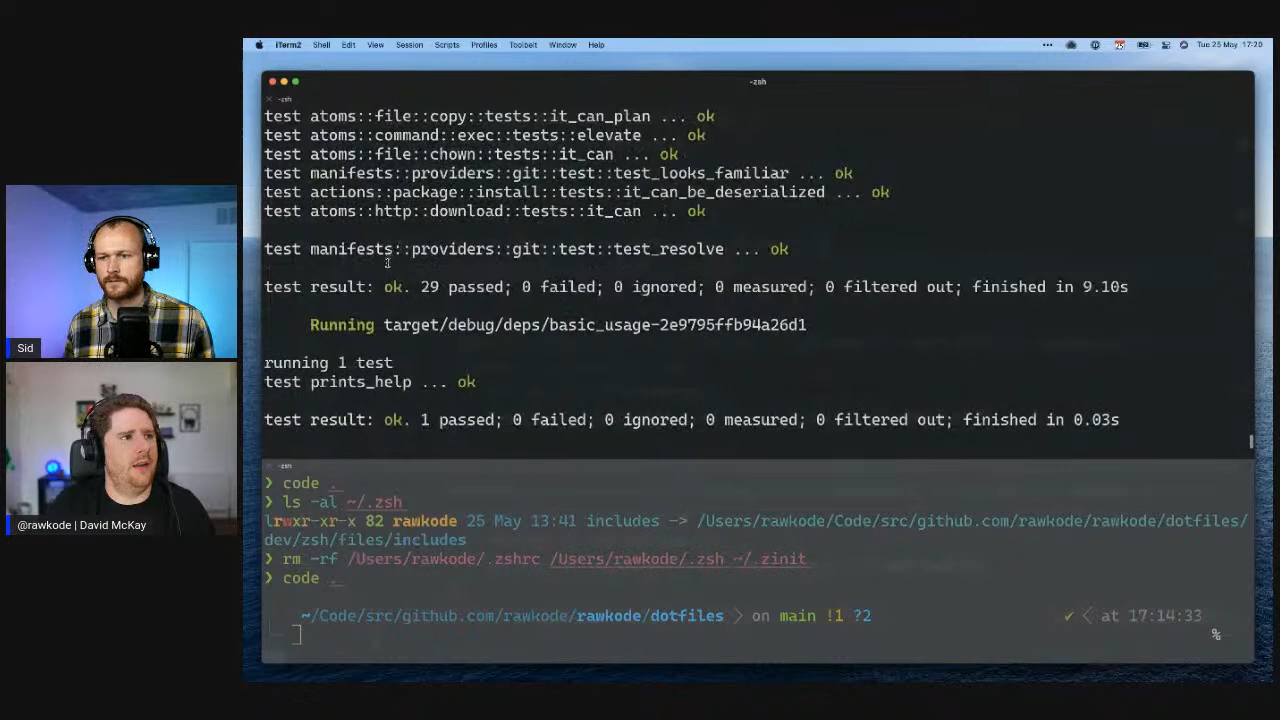 iTerm2 Shell Edit View Session Scripts Profiles Toolbelt Window Help Tue 25 May 17:20
-zsh
-zsh
test atoms::file::copy::tests::it_can_plan ... ok
test atoms::command::exec::tests::elevate ... ok
test atoms::file::chown::tests::it_can ... ok
test manifests::providers::git::test::test_looks_familiar ... ok
test actions::package::install::tests::it_can_be_deserialized ... ok
test atoms::http::download::tests::it_can ... ok
test manifests::providers::git::test::test_resolve ... ok
test result: ok. 29 passed; 0 failed; 0 ignored; 0 measured; 0 filtered out; finished in 9.10s
Running target/debug/deps/basic_usage-2e9795ffb94a26d1
running 1 test
test prints_help ... ok
test result: ok. 1 passed; 0 failed; 0 ignored; 0 measured; 0 filtered out; finished in 0.03s
-zsh
❯ code .
❯ ls -al ~/.zsh
lrwxr-xr-x 82 rawkode 25 May 13:41 includes -> /Users/rawkode/Code/src/github.com/rawkode/rawkode/dotfiles/
dev/zsh/files/includes
❯ rm -rf /Users/rawkode/.zshrc /Users/rawkode/.zsh ~/.zinit
❯ code .
~/Code/src/github.com/rawkode/dotfiles > on main !1 ?2 ✔ < at 17:14:33
%
Sid
@rawkode | David McKay